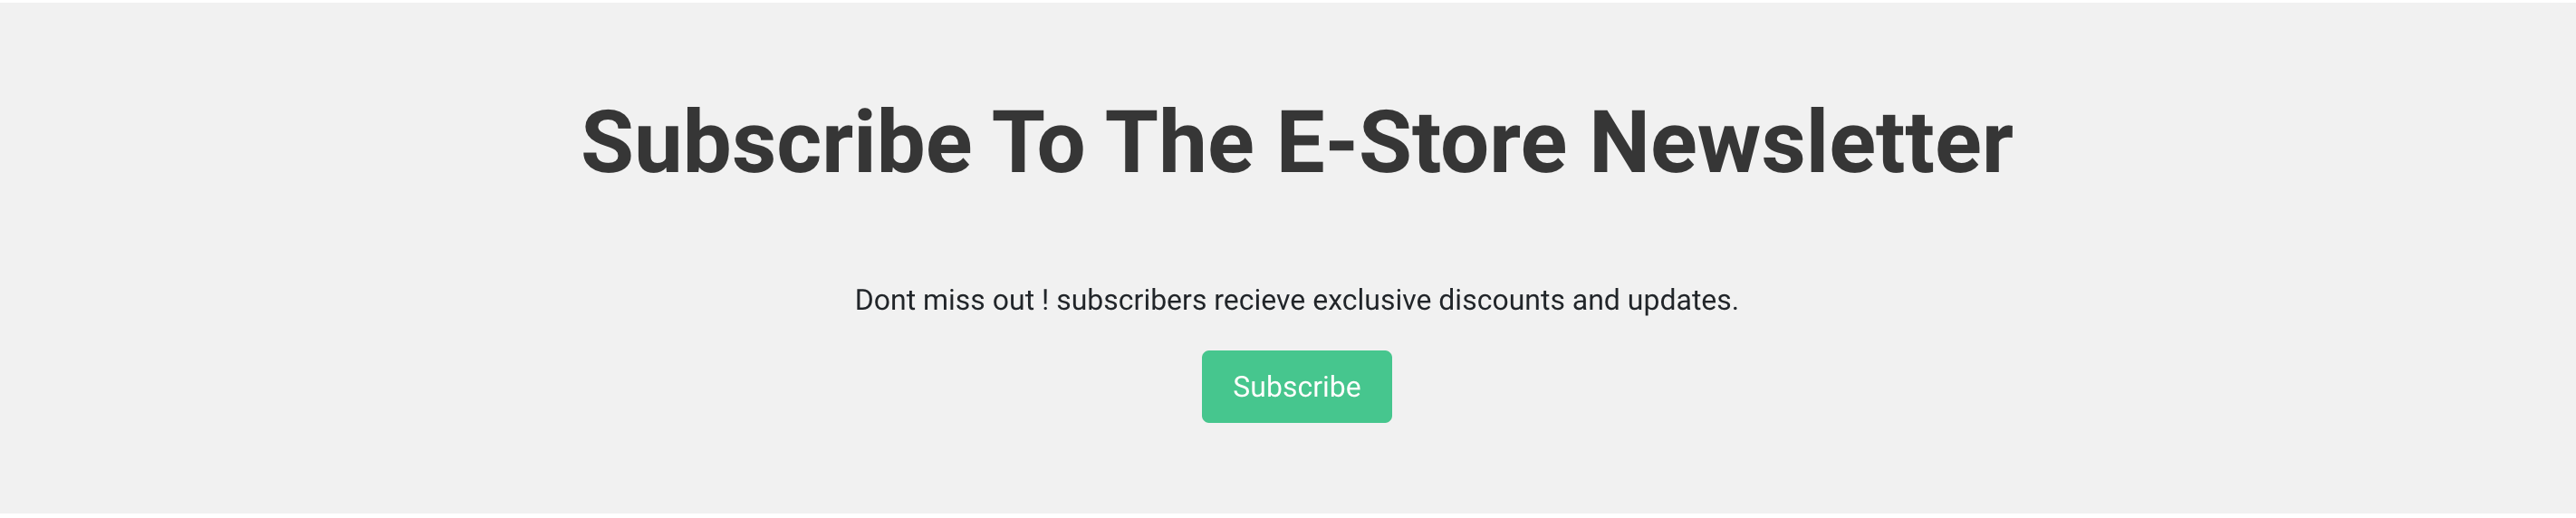 Subscribe To The E-Store Newsletter
Dont miss out ! subscribers recieve exclusive discounts and updates.
Subscribe